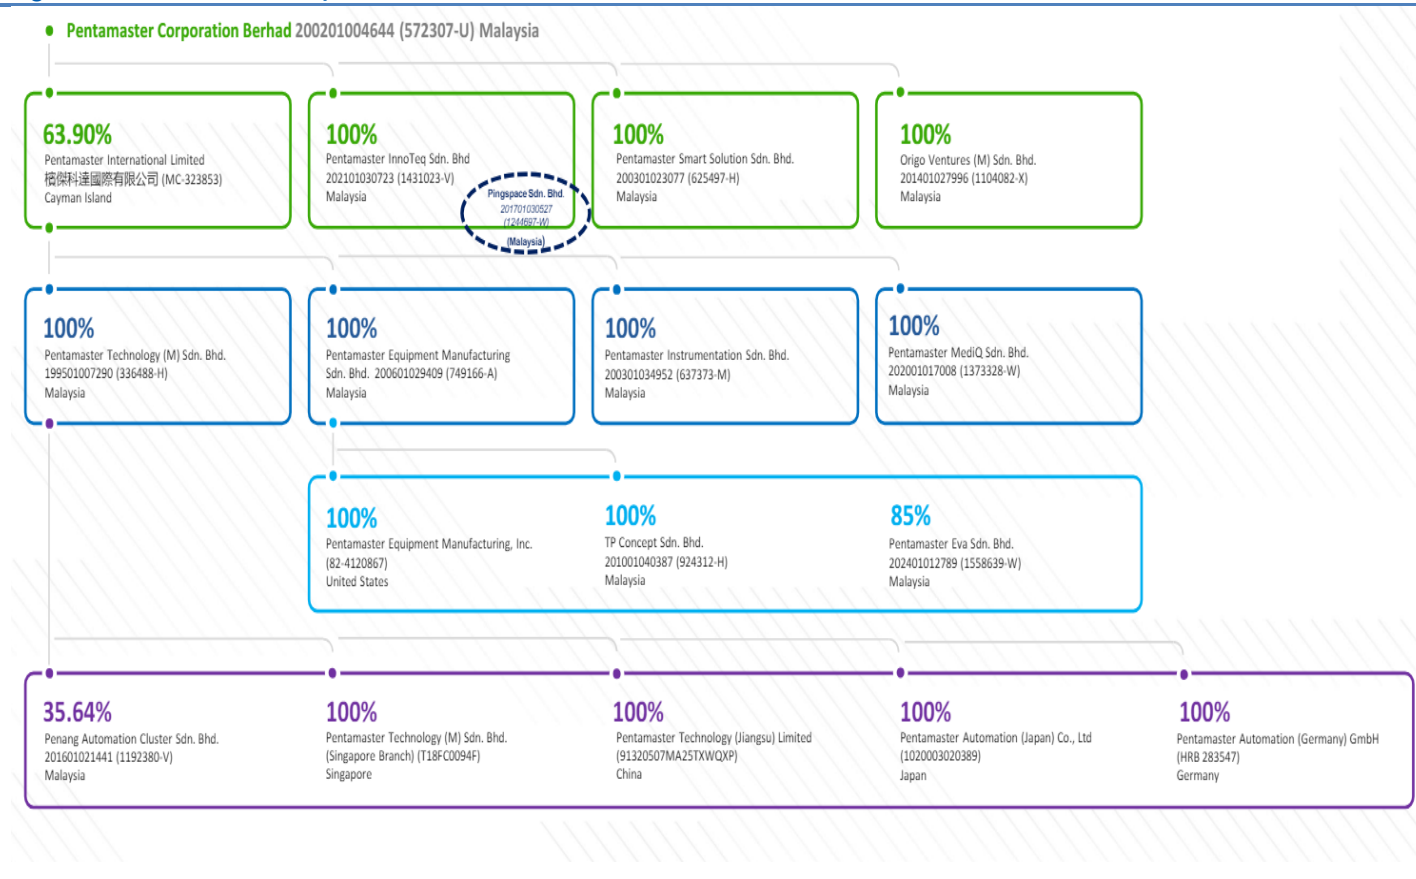 Pentamaster Corporation Berhad 200201004644 (572307-U) Malaysia
63.90%
Pentamaster International Limited
檳傑科達國際有限公司 (MC-323853)
Cayman Island
100%
Pentamaster InnoTeq Sdn. Bhd
202101030723 (1431023-V)
Malaysia
Pingspace Sdn. Bhd.
201701030527
(1244697-W)
(Malaysia)
100%
Pentamaster Smart Solution Sdn. Bhd.
200301023077 (625497-H)
Malaysia
100%
Origo Ventures (M) Sdn. Bhd.
201401027996 (1104082-X)
Malaysia
100%
Pentamaster Technology (M) Sdn. Bhd.
199501007290 (336488-H)
Malaysia
100%
Pentamaster Equipment Manufacturing
Sdn. Bhd. 200601029409 (749166-A)
Malaysia
100%
Pentamaster Instrumentation Sdn. Bhd.
200301034952 (637373-M)
Malaysia
100%
Pentamaster MediQ Sdn. Bhd.
202001017008 (1373328-W)
Malaysia
100%
Pentamaster Equipment Manufacturing, Inc.
(82-4120867)
United States
100%
TP Concept Sdn. Bhd.
201001040387 (924312-H)
Malaysia
85%
Pentamaster Eva Sdn. Bhd.
202401012789 (1558639-W)
Malaysia
35.64%
Penang Automation Cluster Sdn. Bhd.
201601021441 (1192380-V)
Malaysia
100%
Pentamaster Technology (M) Sdn. Bhd.
(Singapore Branch) (T18FC0094F)
Singapore
100%
Pentamaster Technology (Jiangsu) Limited
(91320507MA25TXWQXP)
China
100%
Pentamaster Automation (Japan) Co., Ltd
(1020003020389)
Japan
100%
Pentamaster Automation (Germany) GmbH
(HRB 283547)
Germany